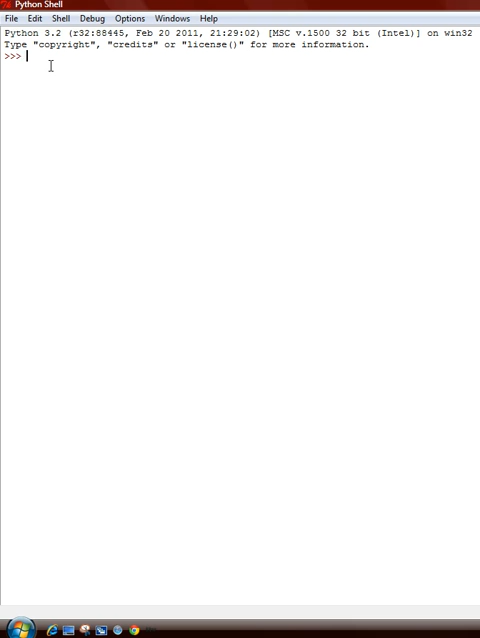 Python Shell
File Edit Shell Debug Options Windows Help
Python 3.2 (r32:88445, Feb 20 2011, 21:29:02) [MSC v.1500 32 bit (Intel)] on win32
Type "copyright", "credits" or "license()" for more information.
>>>